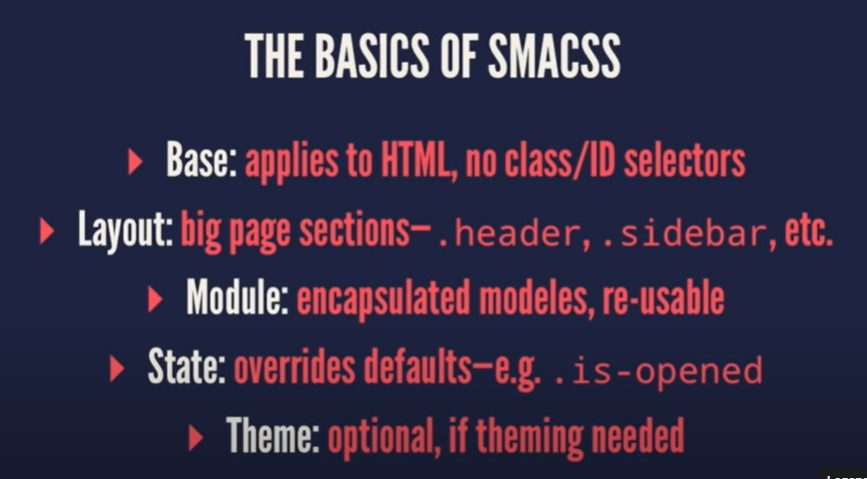 THE BASICS OF SMACSS
▶ Base: applies to HTML, no class/ID selectors
▶ Layout: big page sections—.header, .sidebar, etc.
▶ Module: encapsulated modeles, re-usable
▶ State: overrides defaults—e.g. .is-opened
▶ Theme: optional, if theming needed